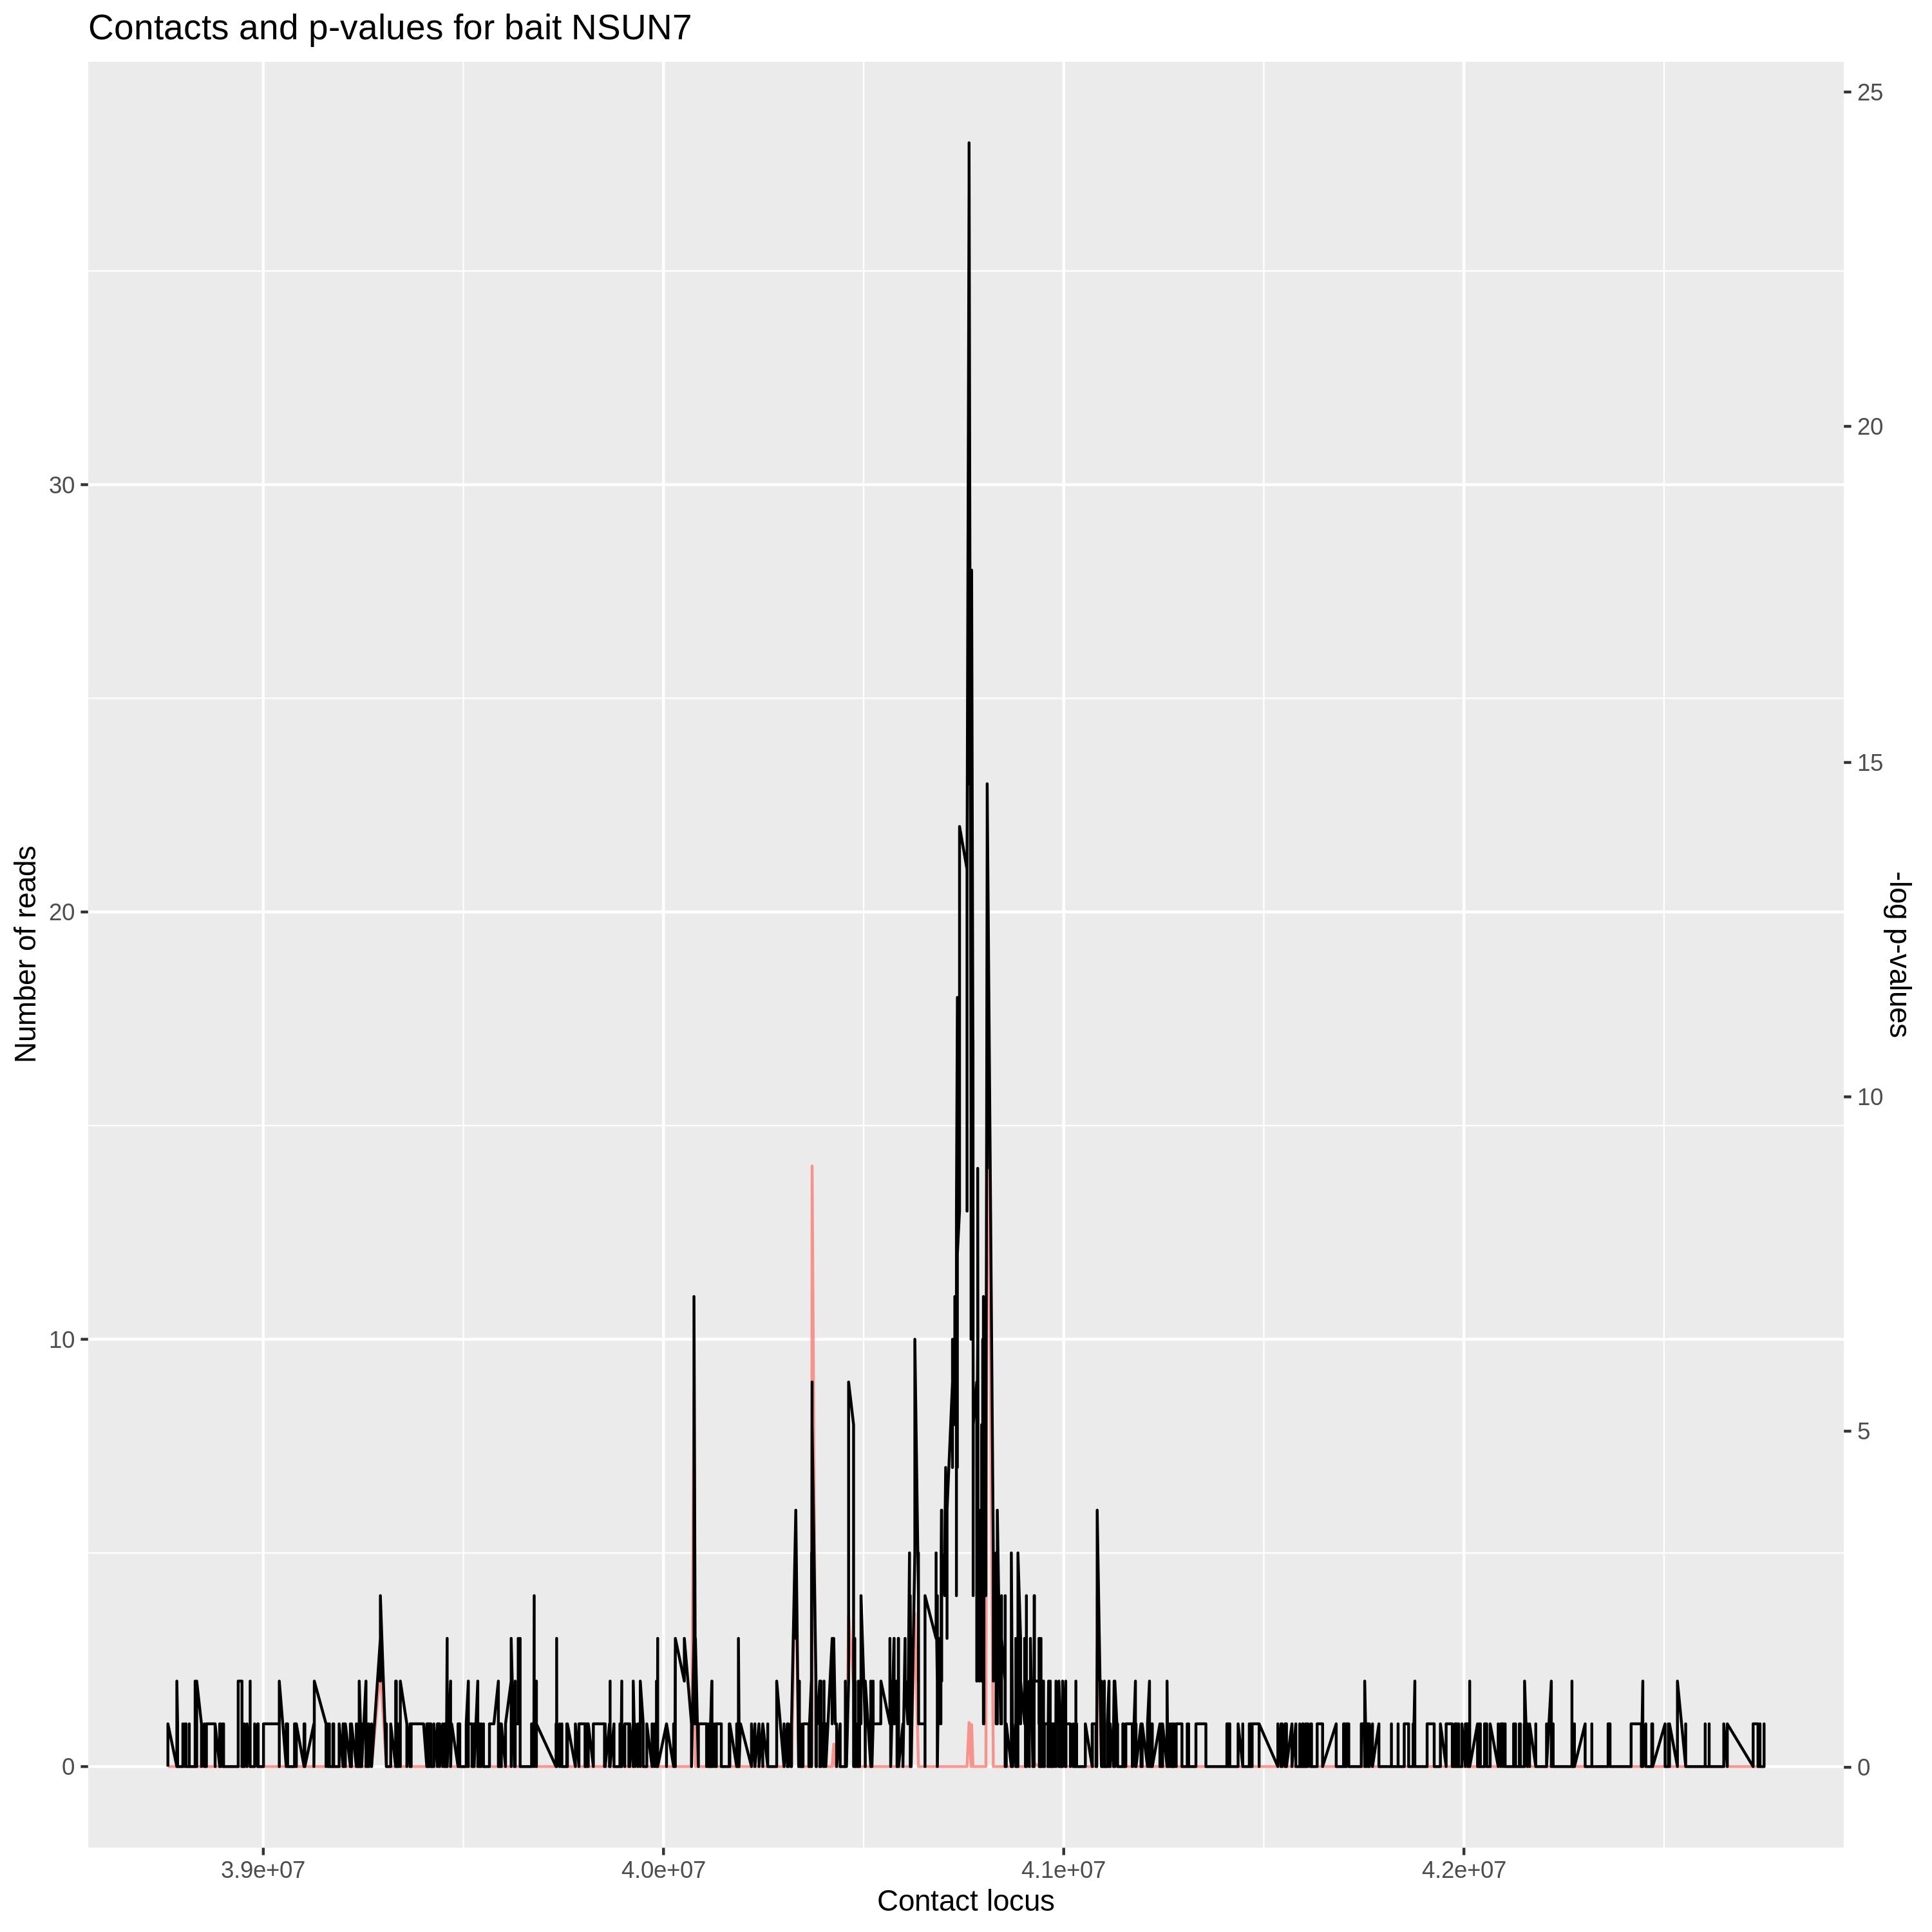 Contacts and p-values for bait NSUN7
25
20
15
10
5
0
30
20
10
0
Number of reads
-log p-values
3.9e+07 4.0e+07 4.1e+07 4.2e+07
Contact locus